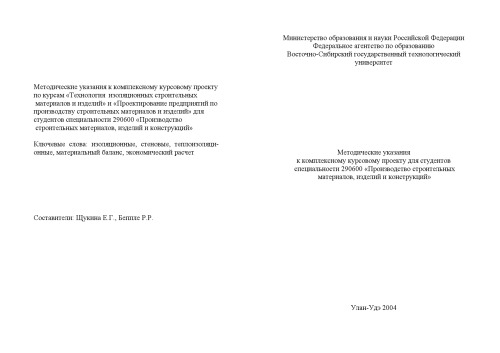 Методические указания к комплексному курсовому проекту
по курсам «Технология изоляционных строительных
материалов и изделий» и «Проектирование предприятий по
производству строительных материалов и изделий» для
студентов специальности 290600 «Производство
строительных материалов, изделий и конструкций»
Ключевые слова: изоляционные, стеновые, теплоизоляци-
онные, материальный баланс, экономический расчет
Составители: Щукина Е.Г., Беппле Р.Р.
Министерство образования и науки Российской Федерации
Федеральное агентство по образованию
Восточно-Сибирский государственный технологический
университет
Методические указания
к комплексному курсовому проекту для студентов
специальности 290600 «Производство строительных
материалов, изделий и конструкций»
Улан-Удэ 2004